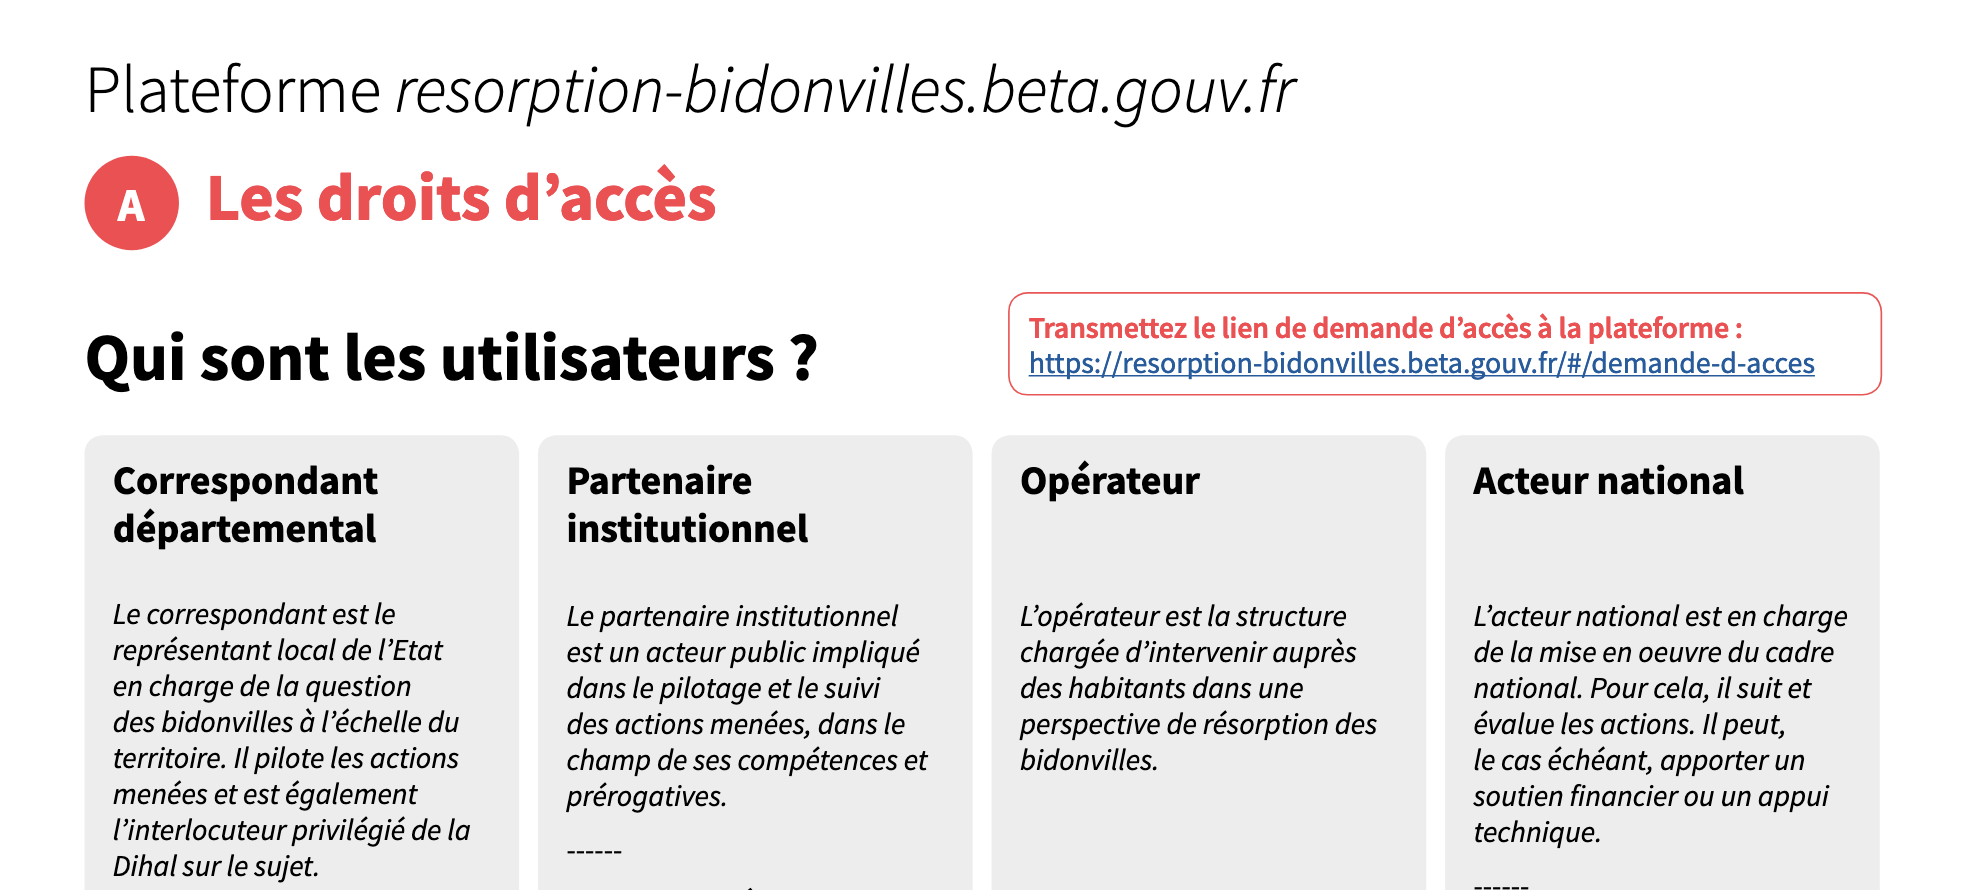 Plateforme resorption-bidonvilles.beta.gouv.fr
A Les droits d’accès
Qui sont les utilisateurs ?
Transmettez le lien de demande d’accès à la plateforme :
https://resorption-bidonvilles.beta.gouv.fr/#/demande-d-acces
Correspondant
départemental
Le correspondant est le
représentant local de l’Etat
en charge de la question
des bidonvilles à l’échelle du
territoire. Il pilote les actions
menées et est également
l’interlocuteur privilégié de la
Dihal sur le sujet.
Partenaire
institutionnel
Le partenaire institutionnel
est un acteur public impliqué
dans le pilotage et le suivi
des actions menées, dans le
champ de ses compétences et
prérogatives.
------
Opérateur
L’opérateur est la structure
chargée d’intervenir auprès
des habitants dans une
perspective de résorption des
bidonvilles.
Acteur national
L’acteur national est en charge
de la mise en oeuvre du cadre
national. Pour cela, il suit et
évalue les actions. Il peut,
le cas échéant, apporter un
soutien financier ou un appui
technique.
------